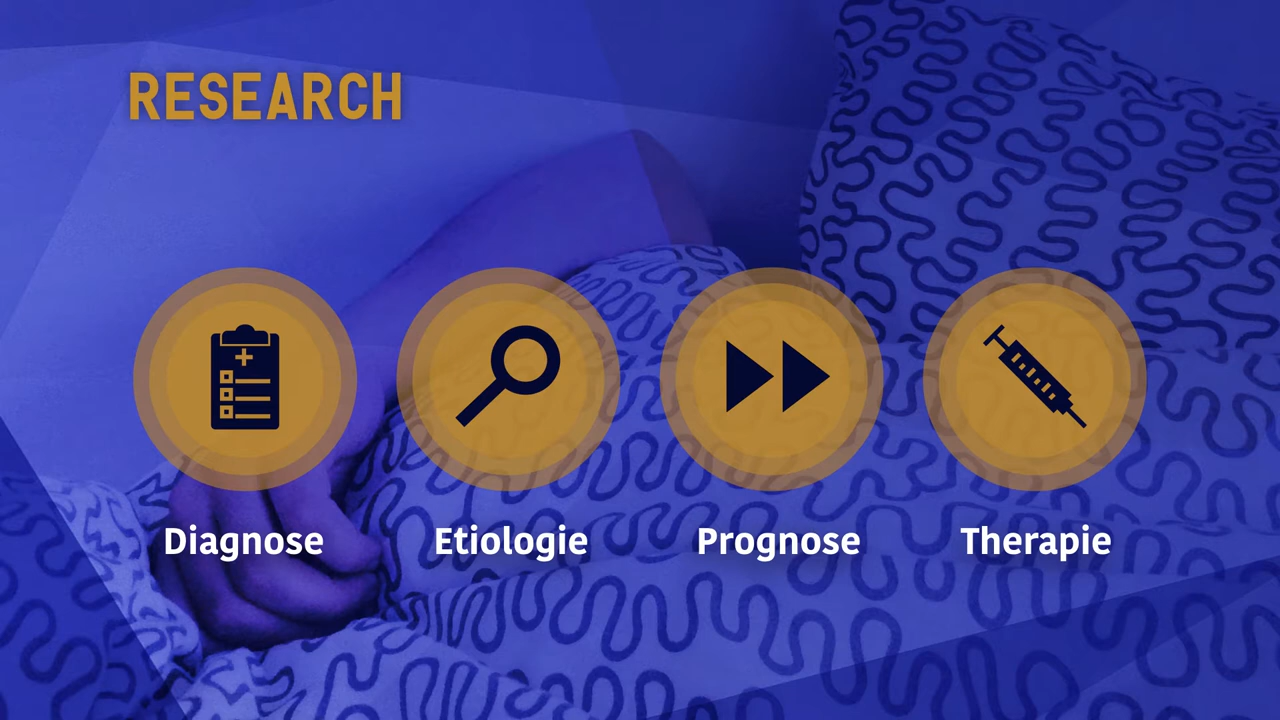 RESEARCH
Diagnose
Etiologie
Prognose
Therapie